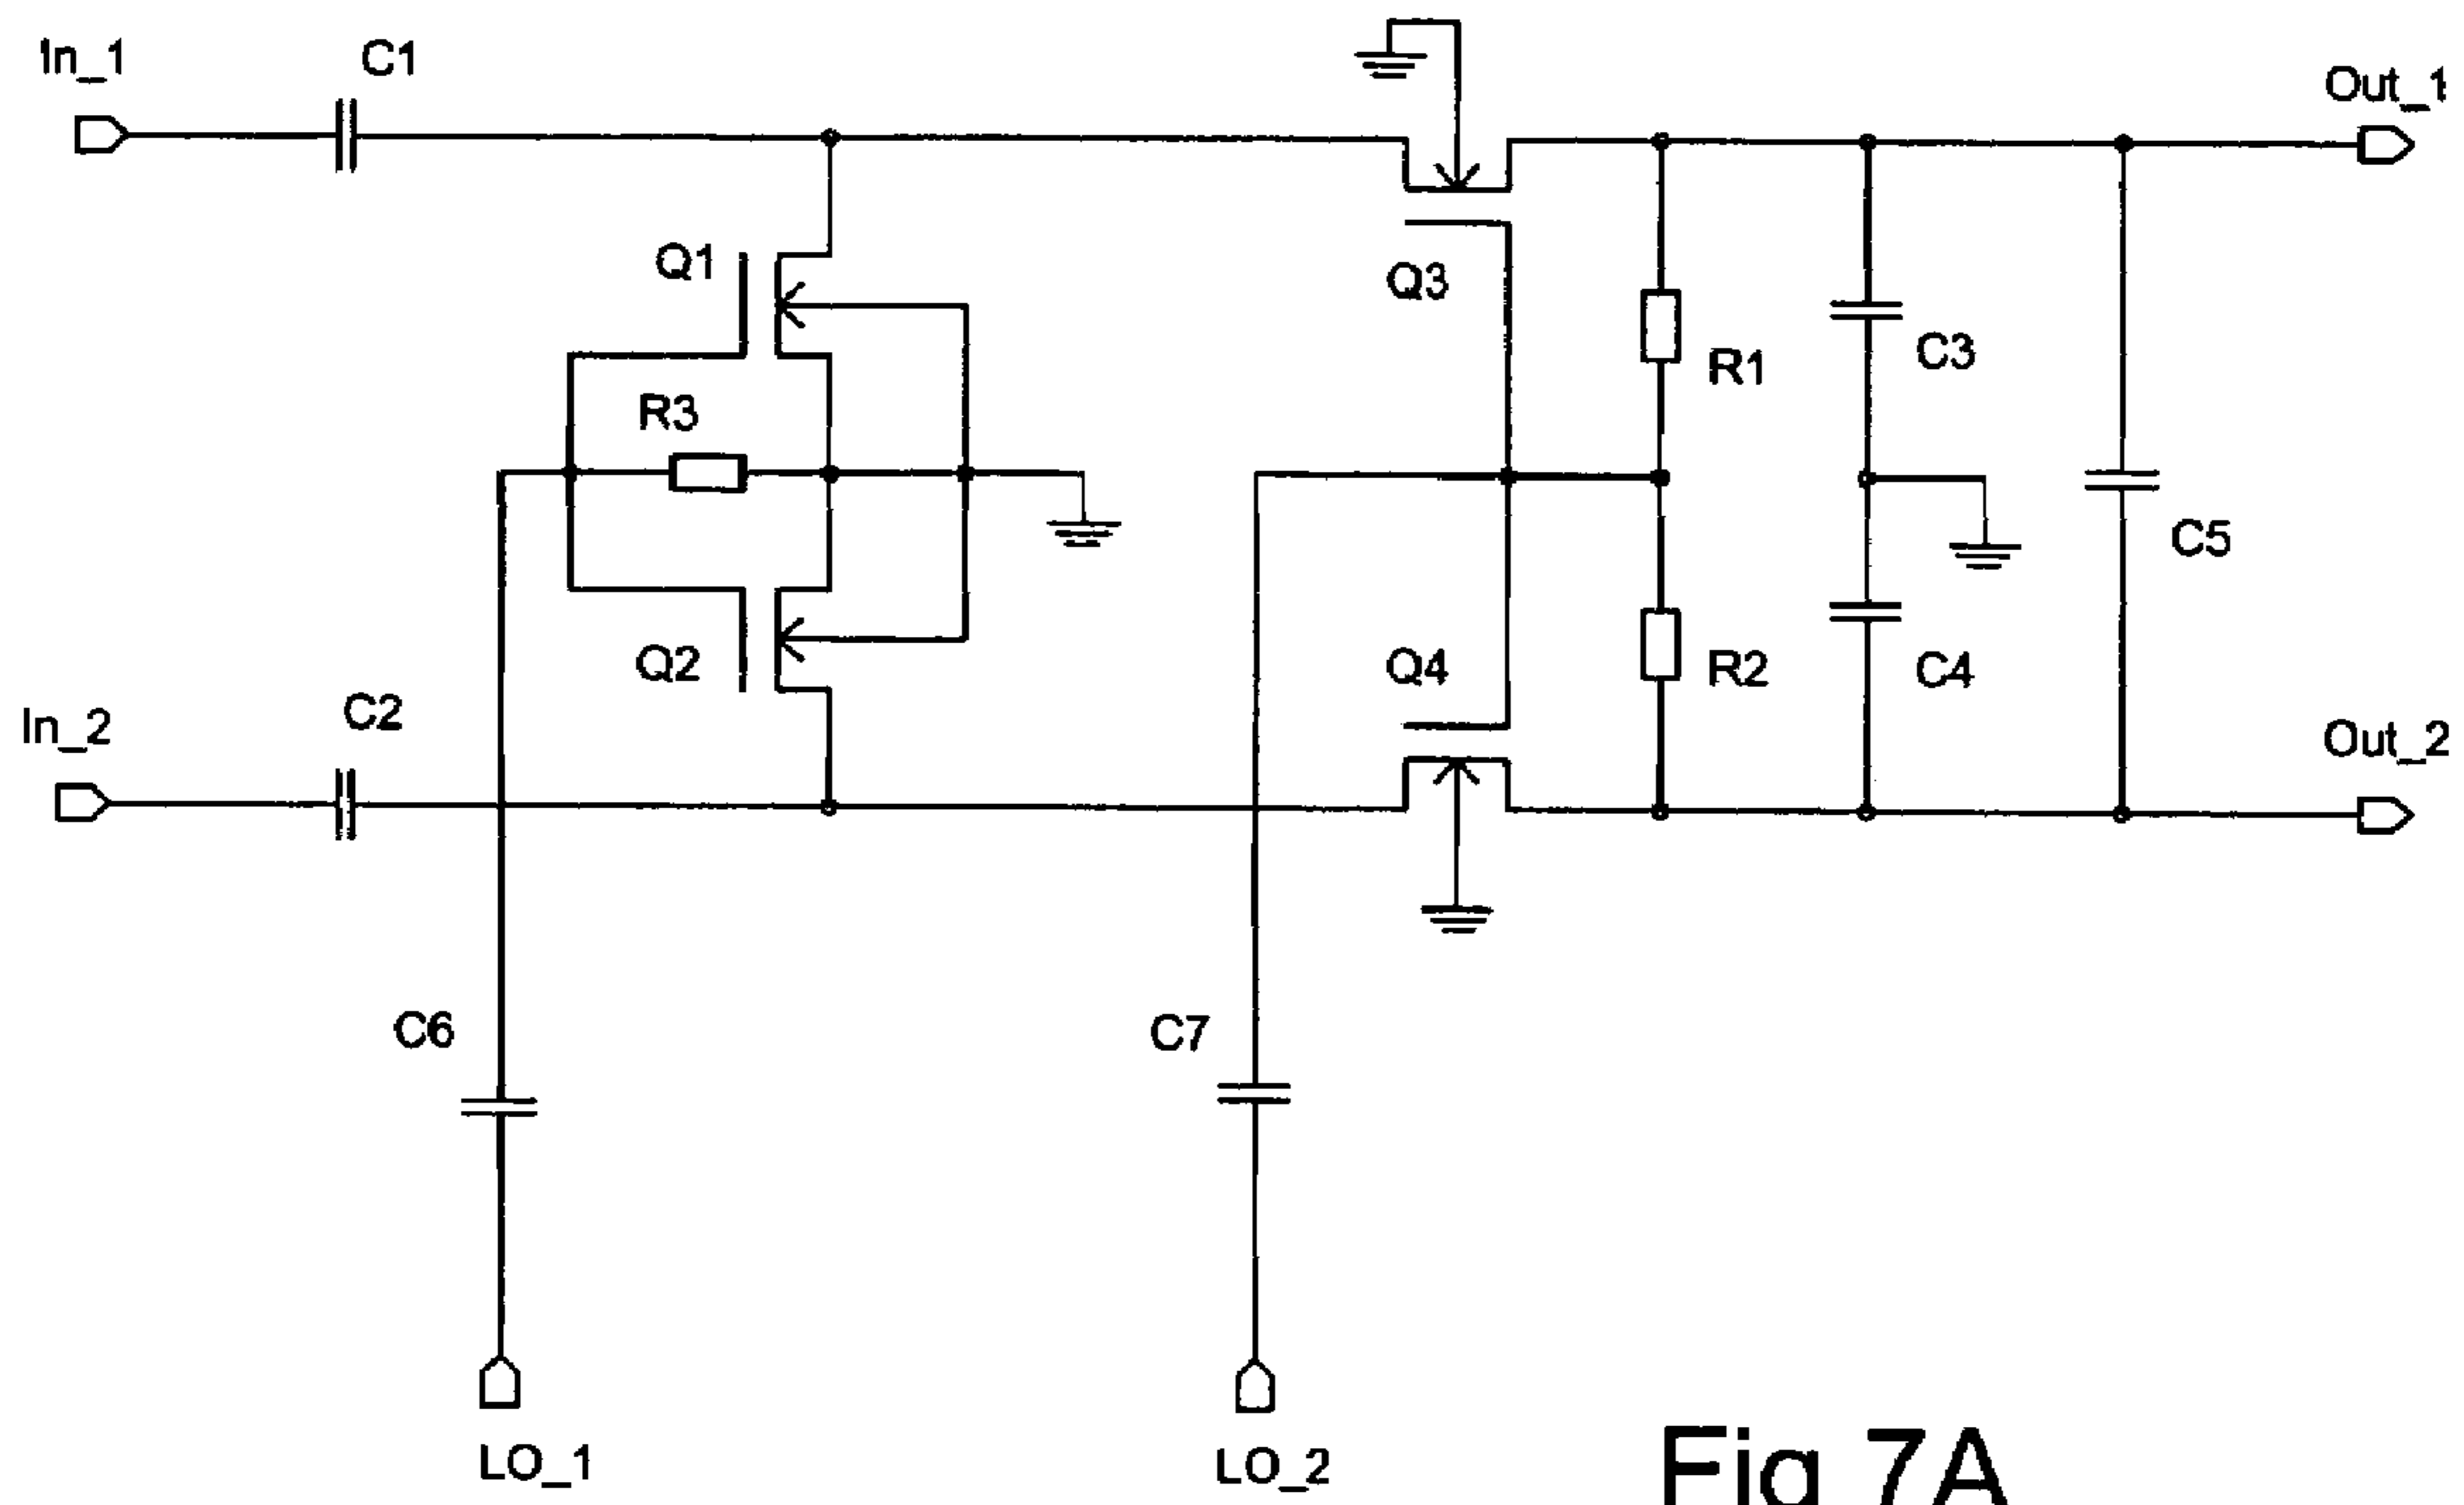 In_1
C1
Out_1
Q1
Q3
R3
R1
C3
C5
Q2
Q4
R2
C4
In_2
C2
Out_2
C6
C7
LO_1
LO_2
Fig 7A